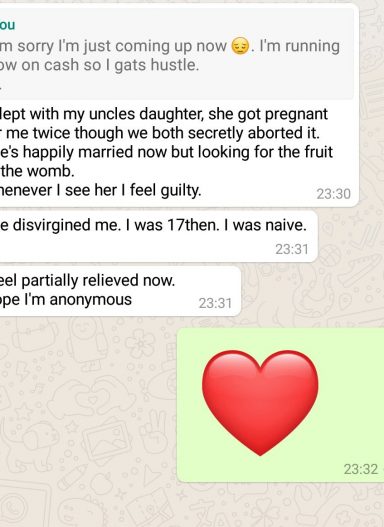 ou
m sorry I'm just coming up now 😔. I'm running
ow on cash so I gats hustle.
.
lept with my uncles daughter, she got pregnant
r me twice though we both secretly aborted it.
e's happily married now but looking for the fruit
the womb.
henever I see her I feel guilty.
23:30
e disvirgined me. I was 17then. I was naive.
23:31
eel partially relieved now.
ope I'm anonymous
23:31
23:32